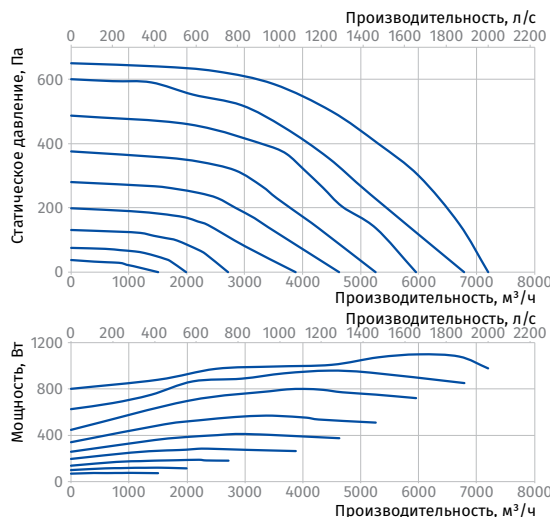 Производительность, л/с
0 200 400 600 800 1000 1200 1400 1600 1800 2000 2200
Статическое давление, Па
600
400
200
0
0 1000 2000 3000 4000 5000 6000 7000 8000
Производительность, м³/ч
Производительность, л/с
0 200 400 600 800 1000 1200 1400 1600 1800 2000 2200
Мощность, Вт
1200
800
400
0
0 1000 2000 3000 4000 5000 6000 7000 8000
Производительность, м³/ч